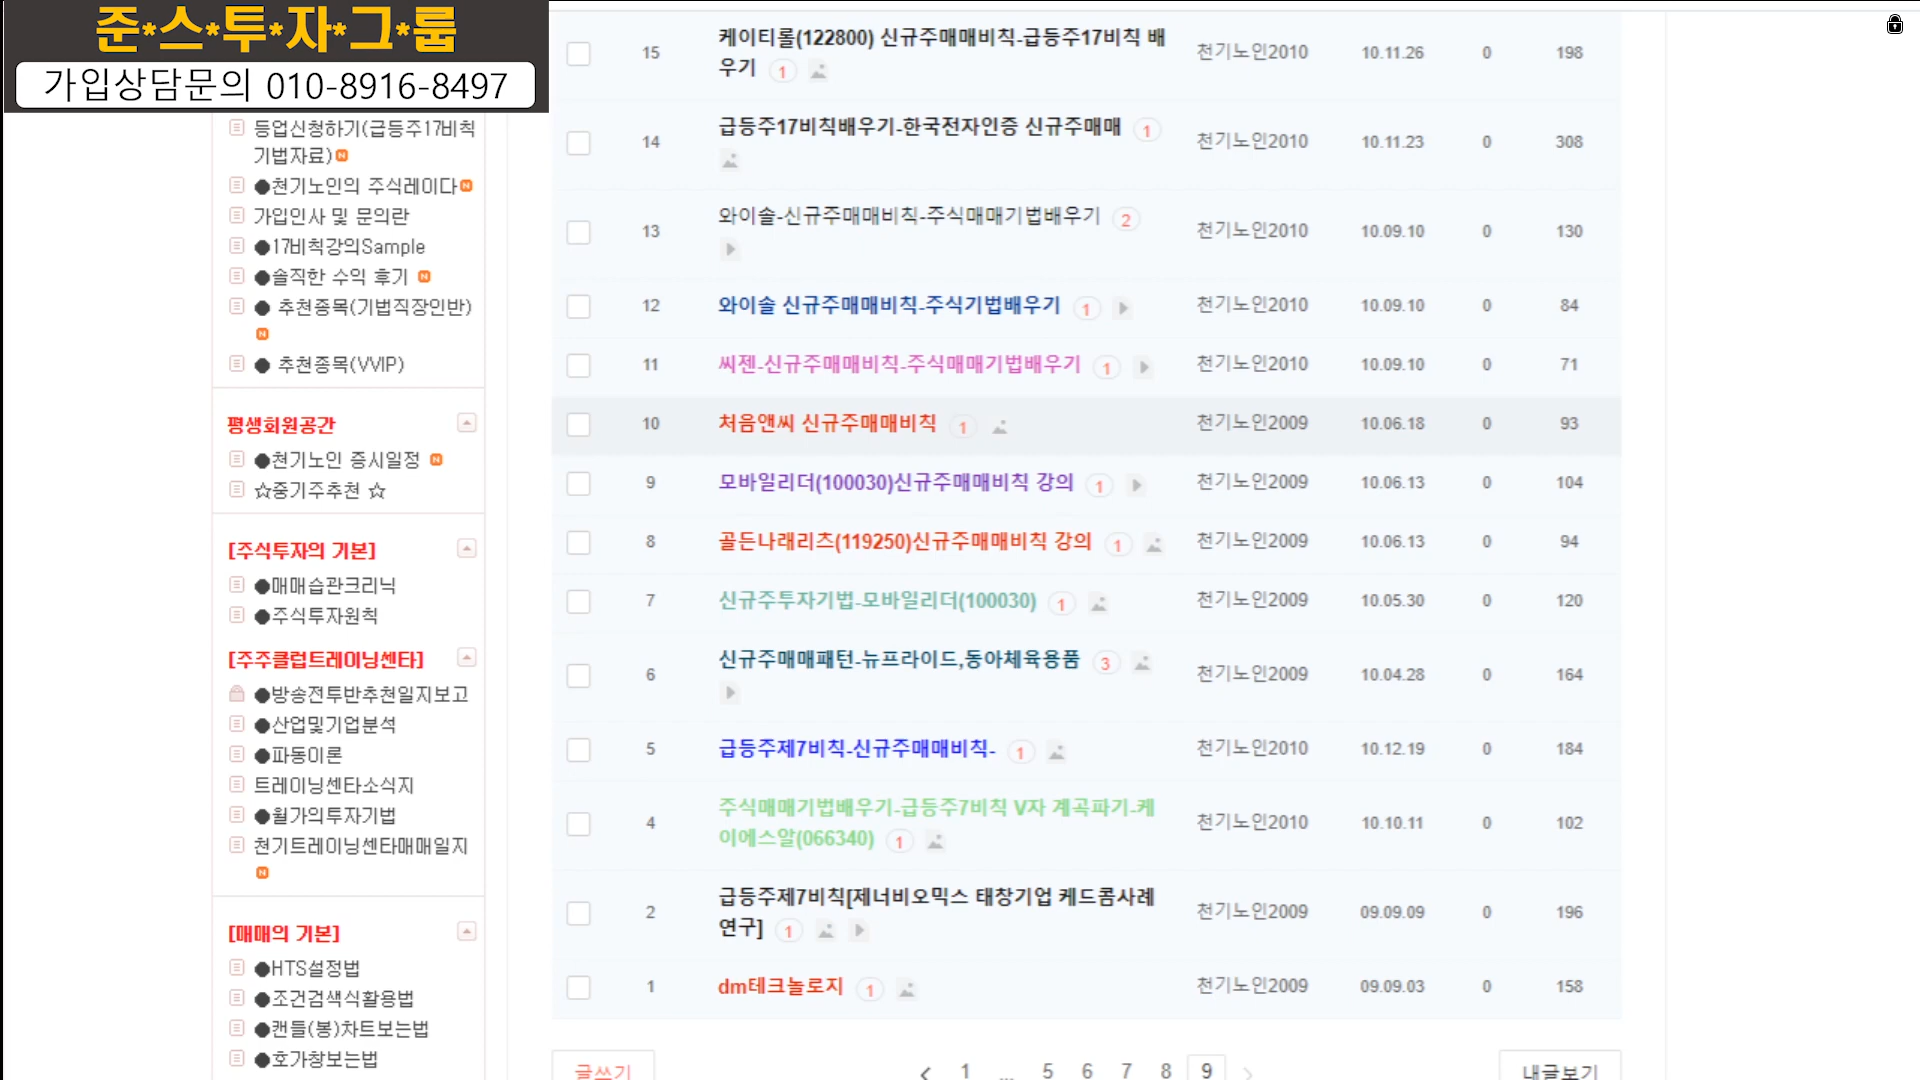 준*스*투*자*그*룹
가입상담문의 010-8916-8497
등업신청하기(급등주17비칙
기법자료) N
●천기노인의 주식레이다 N
가입인사 및 문의란
●17비칙강의Sample
●솔직한 수익 후기 N
● 추천종목(기법직장인반)
N
● 추천종목(VVIP)
평생회원공간
●천기노인 증시일정 N
☆중기주추천 ☆
[주식투자의 기본]
●매매습관크리닉
●주식투자원칙
[주주클럽트레이닝센타]
●방송전투반추천일지보고
●산업및기업분석
●파동이론
트레이닝센타소식지
●월가의투자기법
천기트레이닝센타매매일지
N
[매매의 기본]
●HTS설정법
●조건검색식활용법
●캔들(봉)차트보는법
●호가창보는법
15 케이티롤(122800) 신규주매매비칙-급등주17비칙 배 천기노인2010 10.11.26 0 198
우기 1
14 급등주17비칙배우기-한국전자인증 신규주매매 1 천기노인2010 10.11.23 0 308
13 와이솔-신규주매매비칙-주식매매기법배우기 2 천기노인2010 10.09.10 0 130
12 와이솔 신규주매매비칙-주식기법배우기 1 천기노인2010 10.09.10 0 84
11 씨젠-신규주매매비칙-주식매매기법배우기 1 천기노인2010 10.09.10 0 71
10 처음앤씨 신규주매매비칙 1 천기노인2009 10.06.18 0 93
9 모바일리더(100030)신규주매매비칙 강의 1 천기노인2009 10.06.13 0 104
8 골든나래리츠(119250)신규주매매비칙 강의 1 천기노인2009 10.06.13 0 94
7 신규주투자기법-모바일리더(100030) 1 천기노인2009 10.05.30 0 120
6 신규주매매패턴-뉴프라이드,동아체육용품 3 천기노인2009 10.04.28 0 164
5 급등주제7비칙-신규주매매비칙- 1 천기노인2010 10.12.19 0 184
4 주식매매기법배우기-급등주7비칙 V자 계곡파기-케 천기노인2010 10.10.11 0 102
이에스알(066340) 1
2 급등주제7비칙[제너비오믹스 태창기업 케드콤사례 천기노인2009 09.09.09 0 196
연구] 1
1 dm테크놀로지 1 천기노인2009 09.09.03 0 158
글쓰기 < 1 ... 5 6 7 8 9 > 내글보기